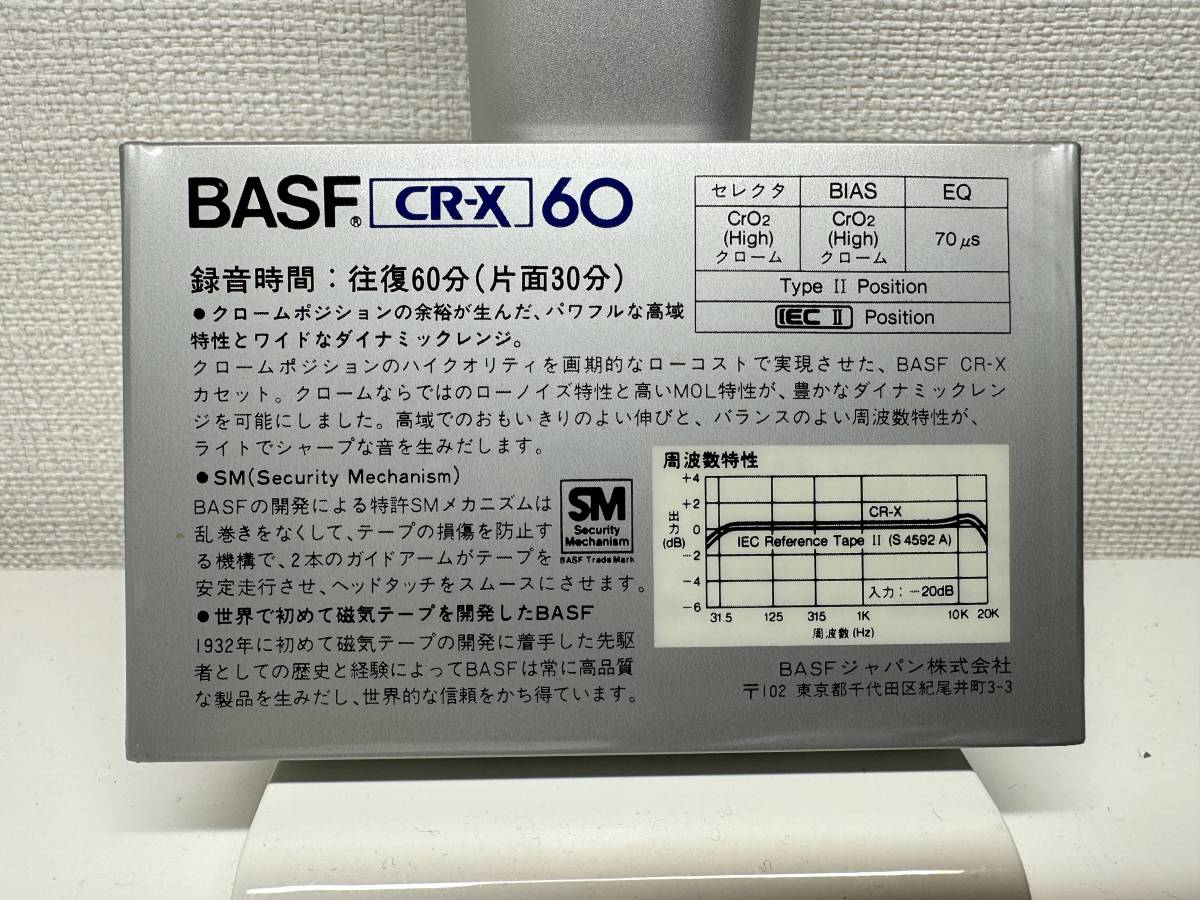 BASF® CR-X 60
セレクタ BIAS EQ
CrO2 (High) クローム CrO2 (High) クローム 70μs
Type II Position
IEC II Position
録音時間：往復60分(片面30分)
●クロームポジションの余裕が生んだ、パワフルな高域
特性とワイドなダイナミックレンジ。
クロームポジションのハイクオリティを画期的なローコストで実現させた、BASF CR-X
カセット。クロームならではのローノイズ特性と高いMOL特性が、豊かなダイナミックレン
ジを可能にしました。高域でのおもいきりのよい伸びと、バランスのよい周波数特性が、
ライトでシャープな音を生みだします。
●SM(Security Mechanism)
BASFの開発による特許SMメカニズムは
乱巻きをなくして、テープの損傷を防止す
る機構で、2本のガイドアームがテープを
安定走行させ、ヘッドタッチをスムースにさせます。
SM
Security
Mechanism
BASF Trade Mark
●世界で初めて磁気テープを開発したBASF
1932年に初めて磁気テープの開発に着手した先駆
者としての歴史と経験によってBASFは常に高品質
な製品を生みだし、世界的な信頼をかち得ています。
周波数特性
出力(dB)
+4
+2
0
-2
-4
-6
CR-X
IEC Reference Tape II (S 4592 A)
入力：-20dB
31.5 125 315 1K 10K 20K
周波数(Hz)
BASFジャパン株式会社
〒102 東京都千代田区紀尾井町3-3